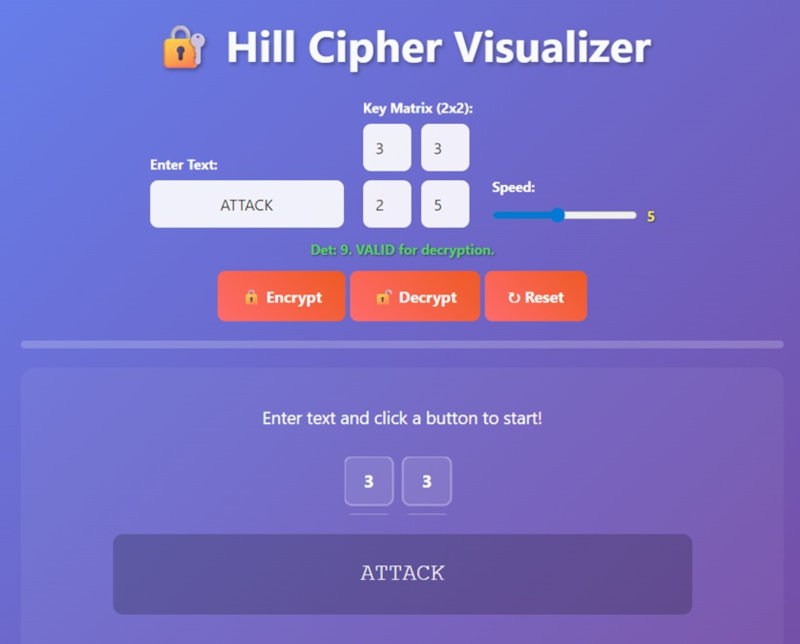 Hill Cipher Visualizer
Key Matrix (2x2):
3 3
Enter Text:
ATTACK
2 5
Speed:
5
Det: 9. VALID for decryption.
Encrypt
Decrypt
↻ Reset
Enter text and click a button to start!
3 3
ATTACK